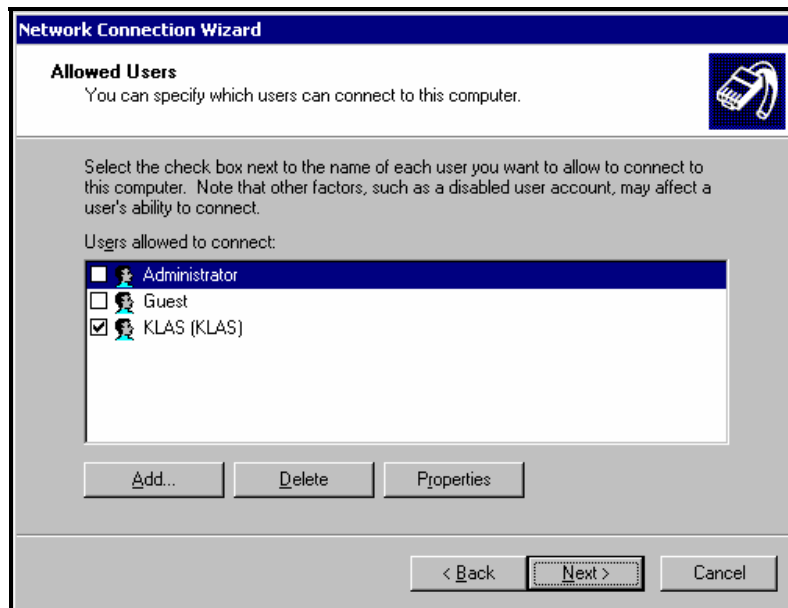 Network Connection Wizard
Allowed Users
You can specify which users can connect to this computer.
Select the check box next to the name of each user you want to allow to connect to
this computer.  Note that other factors, such as a disabled user account, may affect a
user's ability to connect.
Users allowed to connect:
Administrator
Guest
KLAS (KLAS)
Add...
Delete
Properties
< Back
Next >
Cancel